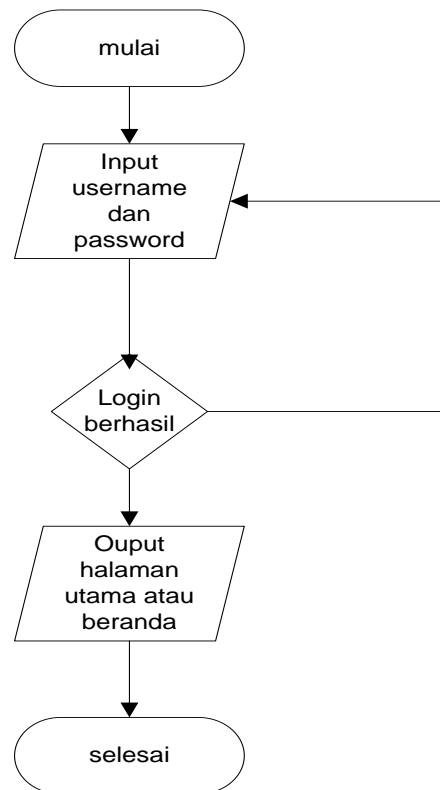 mulai
Input
username
dan
password
Login
berhasil
Ouput
halaman
utama atau
beranda
selesai